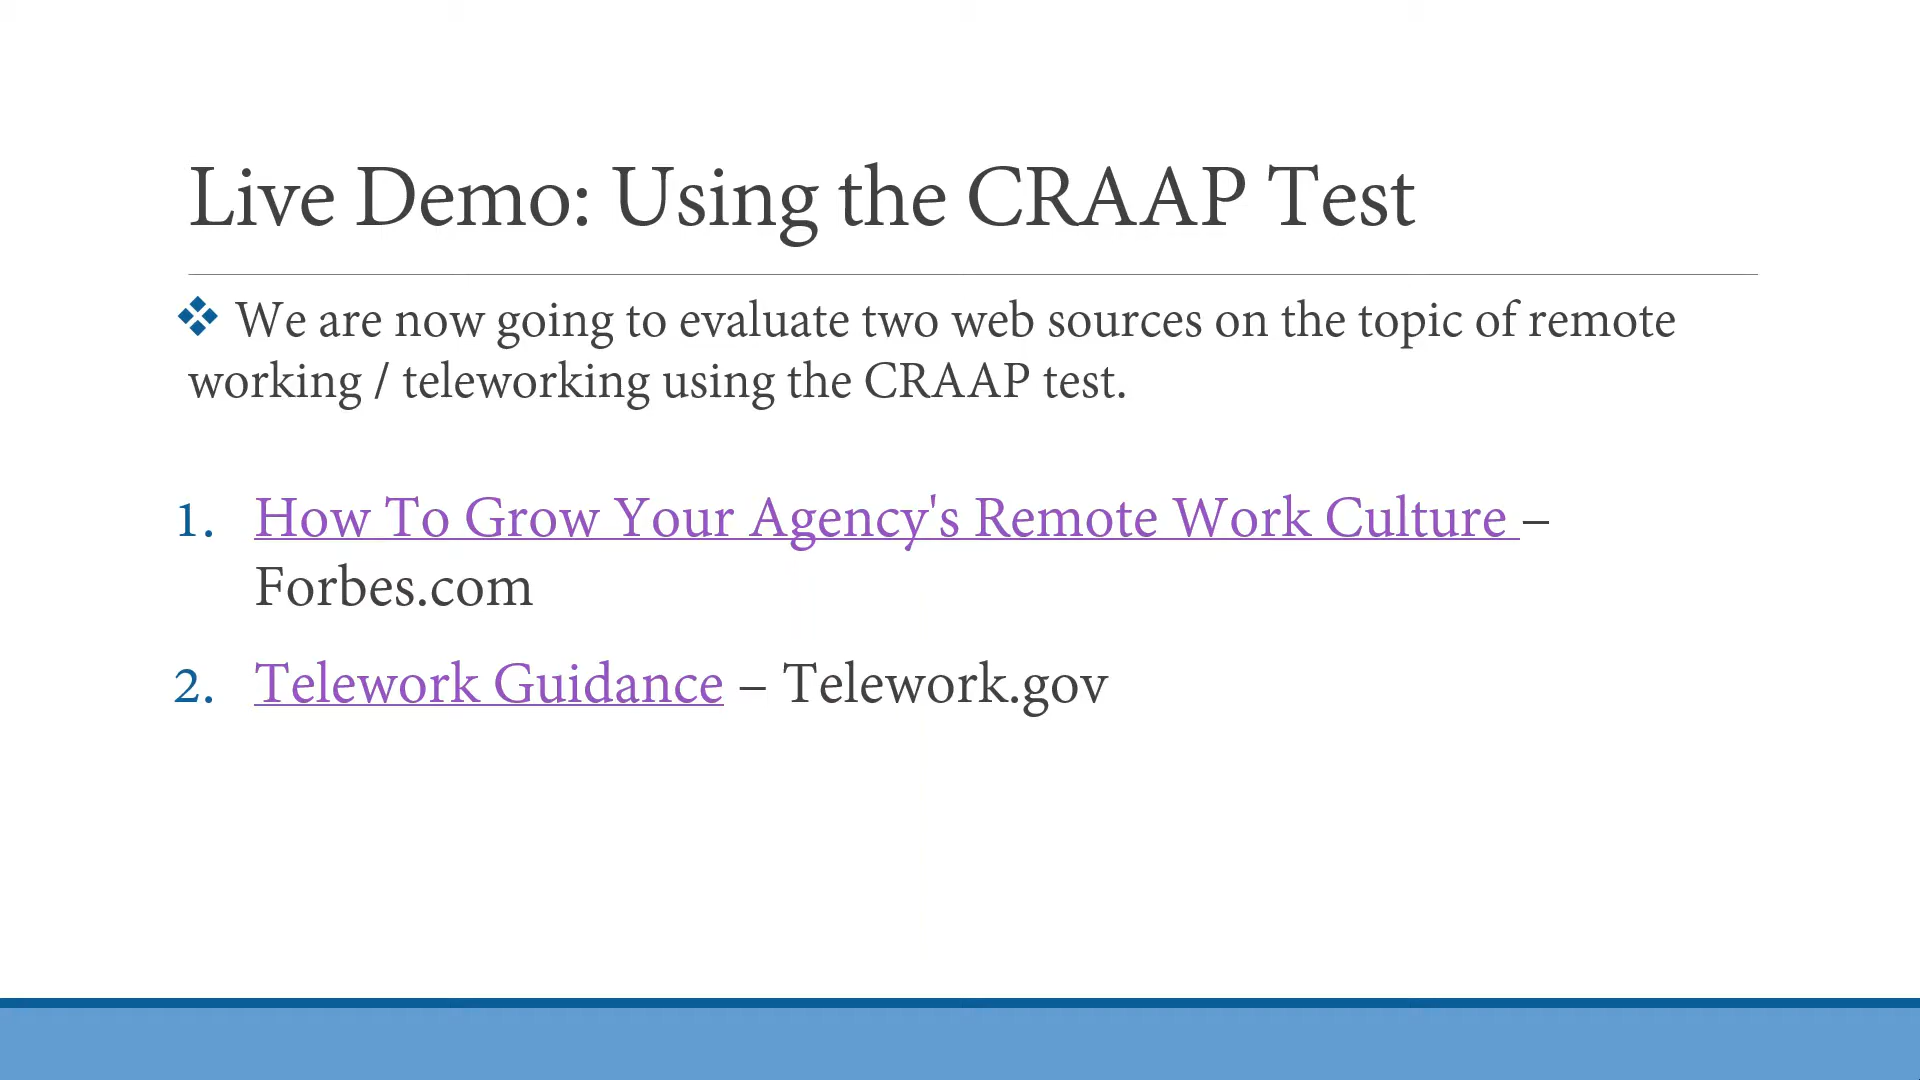 Live Demo: Using the CRAAP Test
❖ We are now going to evaluate two web sources on the topic of remote
working / teleworking using the CRAAP test.
1. How To Grow Your Agency's Remote Work Culture –
Forbes.com
2. Telework Guidance – Telework.gov